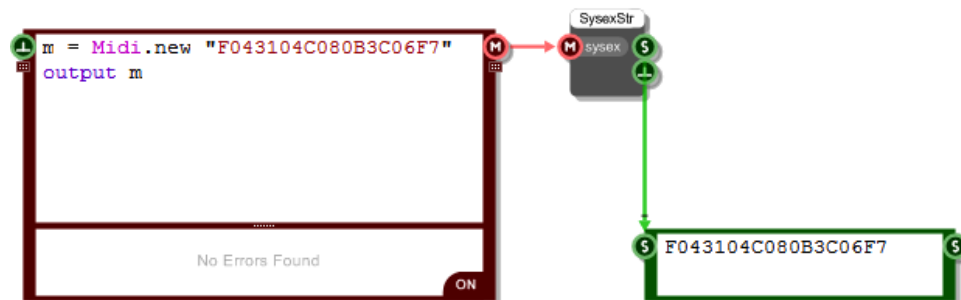 SysexStr
m = Midi.new "F043104C080B3C06F7"
M
M
sysex
S
output m
S
F043104C080B3C06F7
S
No Errors Found
ON